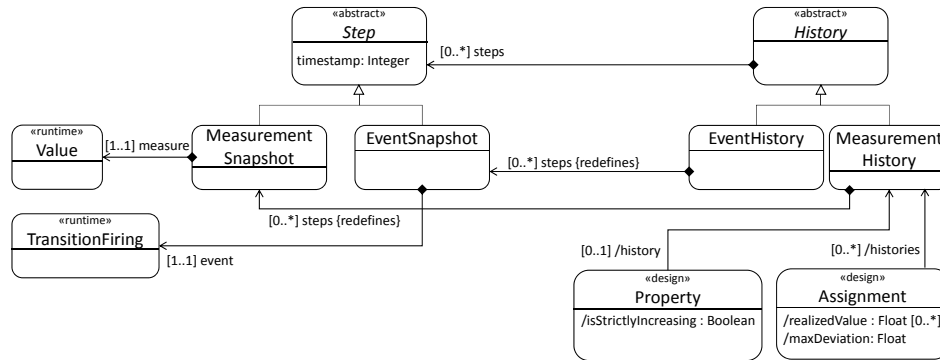 «abstract»
Step
timestamp: Integer
«abstract»
History
[0..*] steps
«runtime»
Value
[1..1] measure
Measurement
Snapshot
EventSnapshot
[0..*] steps {redefines}
EventHistory
Measurement
History
«runtime»
TransitionFiring
[1..1] event
[0..*] steps {redefines}
[0..1] /history
[0..*] /histories
«design»
Property
/isStrictlyIncreasing : Boolean
«design»
Assignment
/realizedValue : Float [0..*]
/maxDeviation: Float